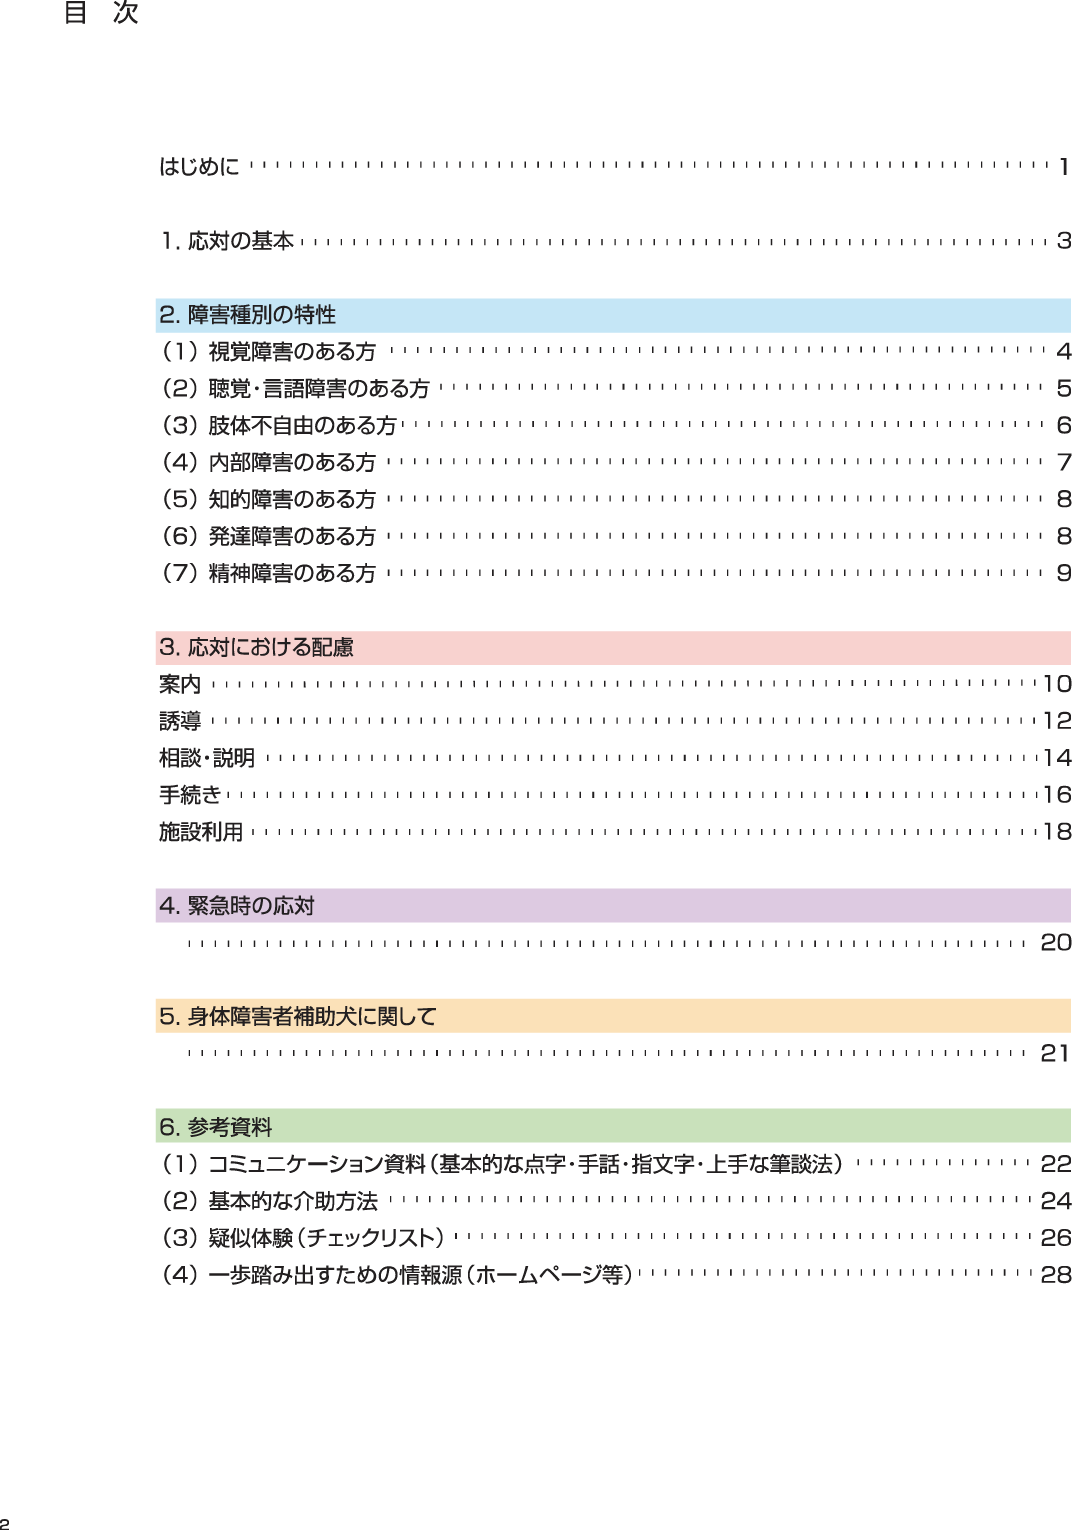 目　次
はじめに 1
1. 応対の基本 3
2. 障害種別の特性
（1）視覚障害のある方 4
（2）聴覚・言語障害のある方 5
（3）肢体不自由のある方 6
（4）内部障害のある方 7
（5）知的障害のある方 8
（6）発達障害のある方 8
（7）精神障害のある方 9
3. 応対における配慮
案内 10
誘導 12
相談・説明 14
手続き 16
施設利用 18
4. 緊急時の応対
20
5. 身体障害者補助犬に関して
21
6. 参考資料
（1）コミュニケーション資料（基本的な点字・手話・指文字・上手な筆談法） 22
（2）基本的な介助方法 24
（3）疑似体験（チェックリスト） 26
（4）一歩踏み出すための情報源（ホームページ等） 28
2